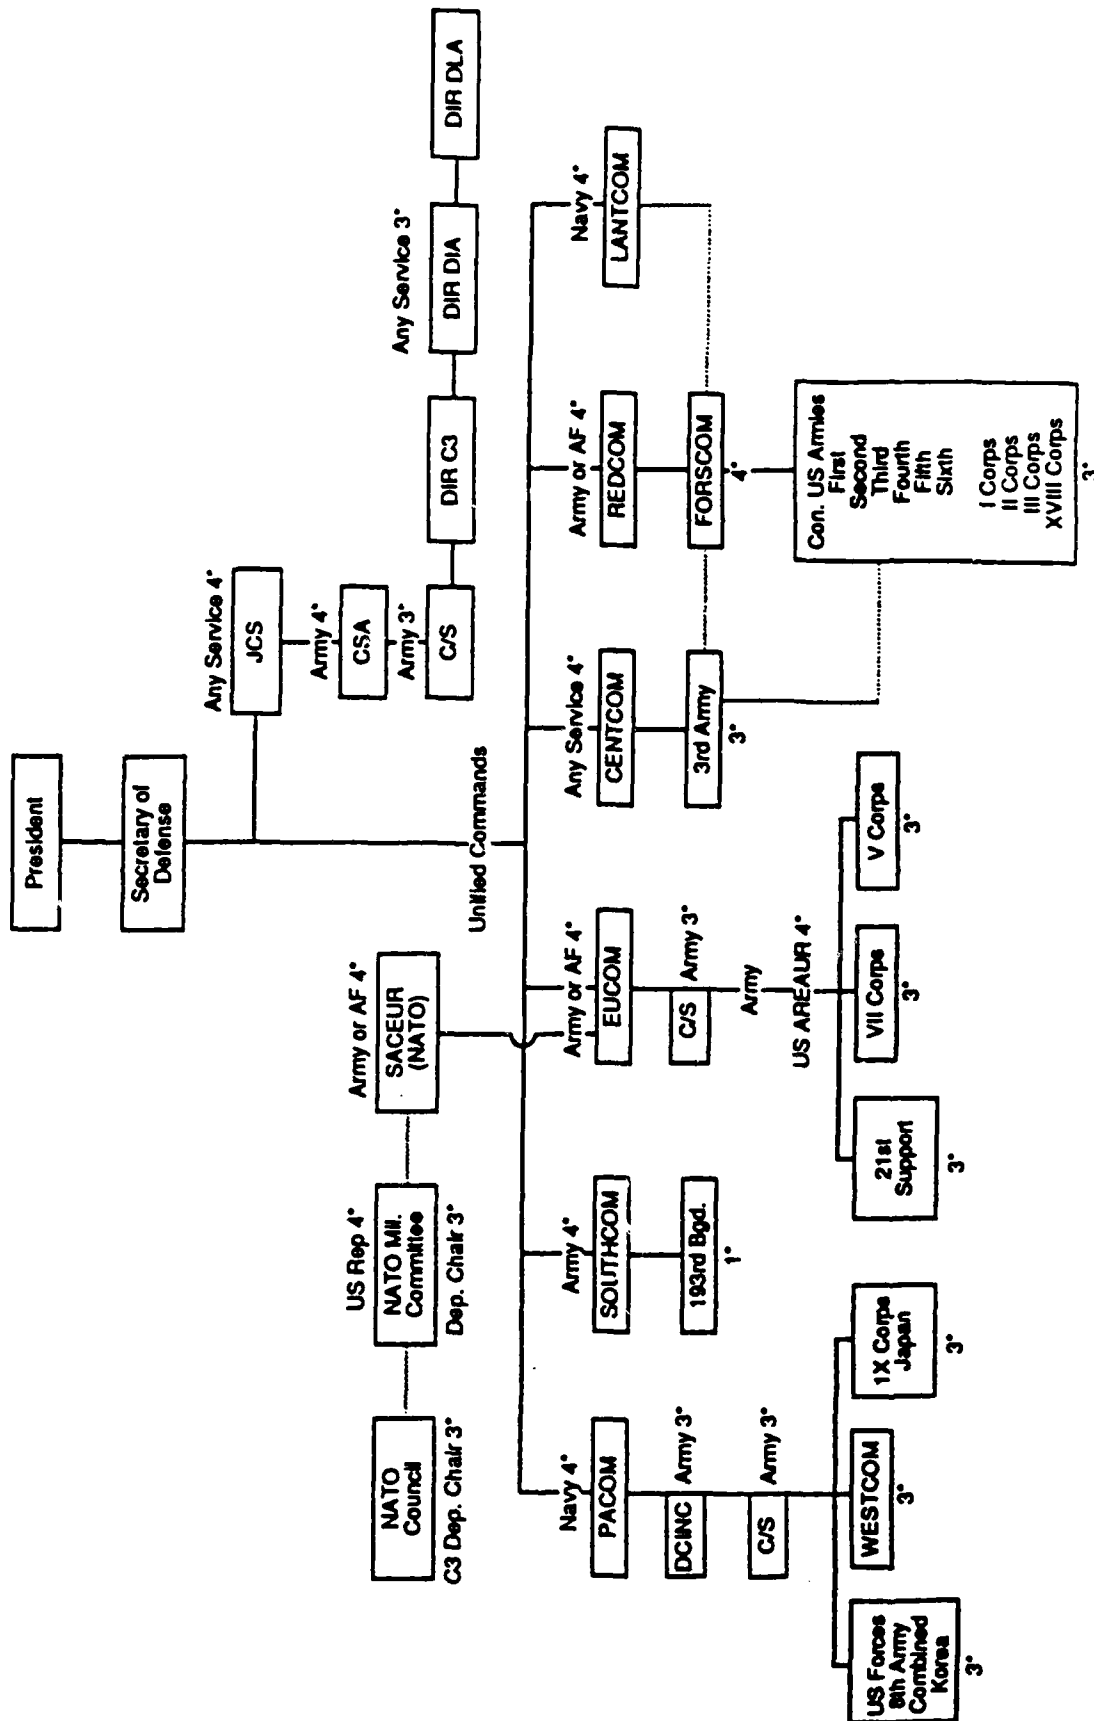 President
Secretary of
Defense
Any Service 4*
JCS
Army 4*
CSA
Army 3*
C/S
DIR C3
Any Service 3*
DIR DIA
DIR DLA
NATO
Council
C3 Dep. Chair 3*
US Rep 4*
NATO Mil.
Committee
Dep. Chair 3*
Army or AF 4*
SACEUR
(NATO)
Unified Commands
Navy 4*
PACOM
DCINC
Army 3*
C/S
Army 3*
US Forces
8th Army
Combined
Korea
3*
WESTCOM
3*
1X Corps
Japan
3*
Army 4*
SOUTHCOM
193rd Bgd.
1*
Army or AF 4*
EUCOM
C/S
Army 3*
Army
US AREAUR 4*
21st
Support
3*
VII Corps
3*
V Corps
3*
Any Service 4*
CENTCOM
3rd Army
3*
Army or AF 4*
REDCOM
FORSCOM
4*
Con. US Armies
First
Second
Third
Fourth
Fifth
Sixth
I Corps
II Corps
III Corps
XVIII Corps
3*
Navy 4*
LANTCOM